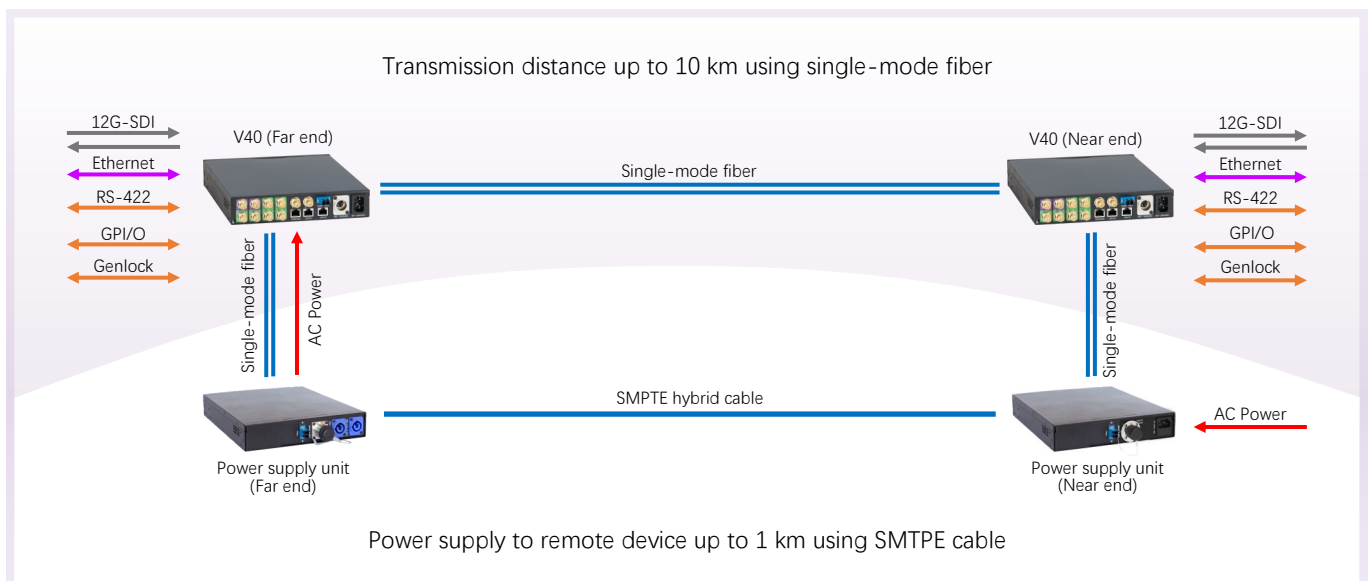 Transmission distance up to 10 km using single-mode fiber
12G-SDI
Ethernet
RS-422
GPI/O
Genlock
V40 (Far end)
Single-mode fiber
V40 (Near end)
12G-SDI
Ethernet
RS-422
GPI/O
Genlock
Single-mode fiber
AC Power
Single-mode fiber
SMPTE hybrid cable
AC Power
Power supply unit
(Far end)
Power supply unit
(Near end)
Power supply to remote device up to 1 km using SMTPE cable